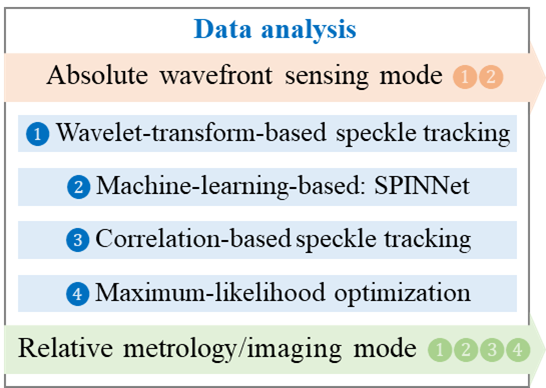 Data analysis
Absolute wavefront sensing mode 1 2
1 Wavelet-transform-based speckle tracking
2 Machine-learning-based: SPINNet
3 Correlation-based speckle tracking
4 Maximum-likelihood optimization
Relative metrology/imaging mode 1 2 3 4